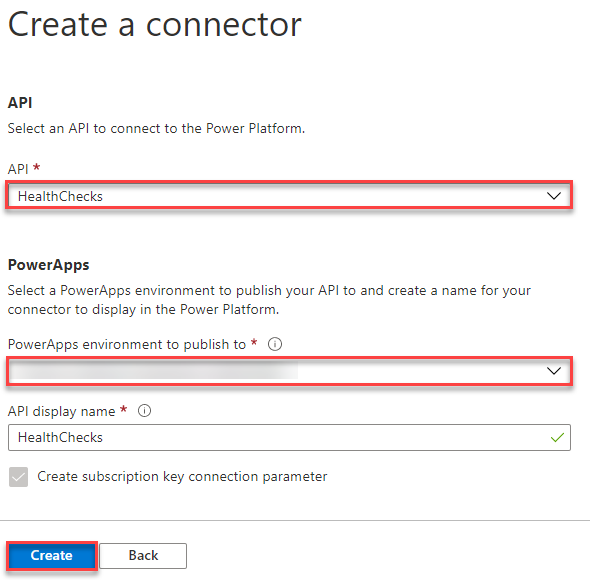 Create a connector
API
Select an API to connect to the Power Platform.
API *
HealthChecks
PowerApps
Select a PowerApps environment to publish your API to and create a name for your
connector to display in the Power Platform.
PowerApps environment to publish to *
API display name *
HealthChecks
Create subscription key connection parameter
Create Back